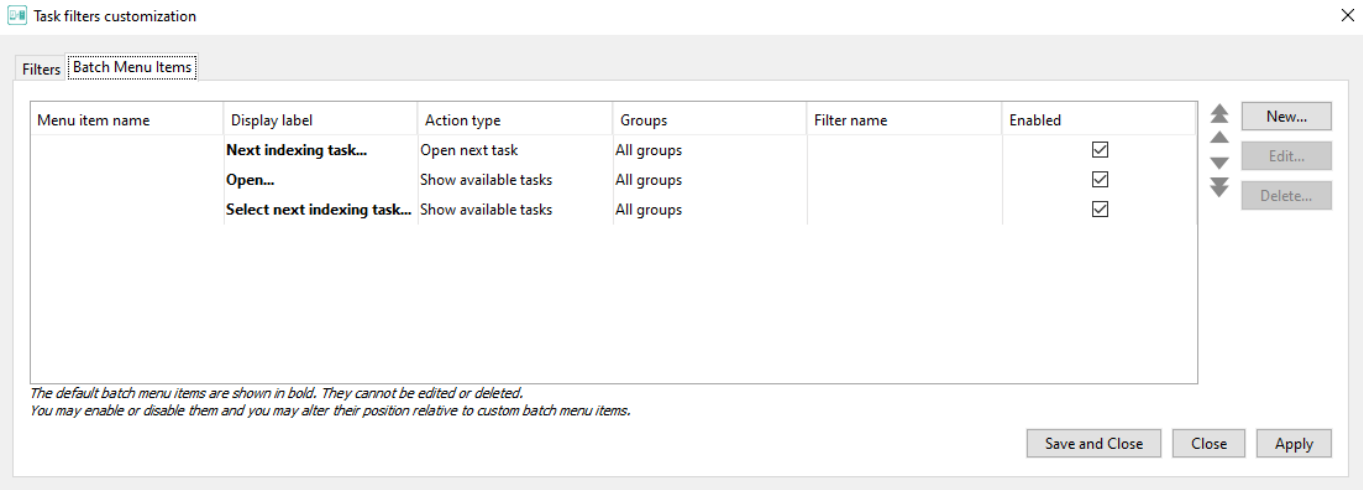 Task filters customization
Filters Batch Menu Items
Menu item name Display label Action type Groups Filter name Enabled New...
Next indexing task... Open next task All groups Edit...
Open... Show available tasks All groups Delete...
Select next indexing task... Show available tasks All groups
The default batch menu items are shown in bold. They cannot be edited or deleted.
You may enable or disable them and you may alter their position relative to custom batch menu items.
Save and Close Close Apply